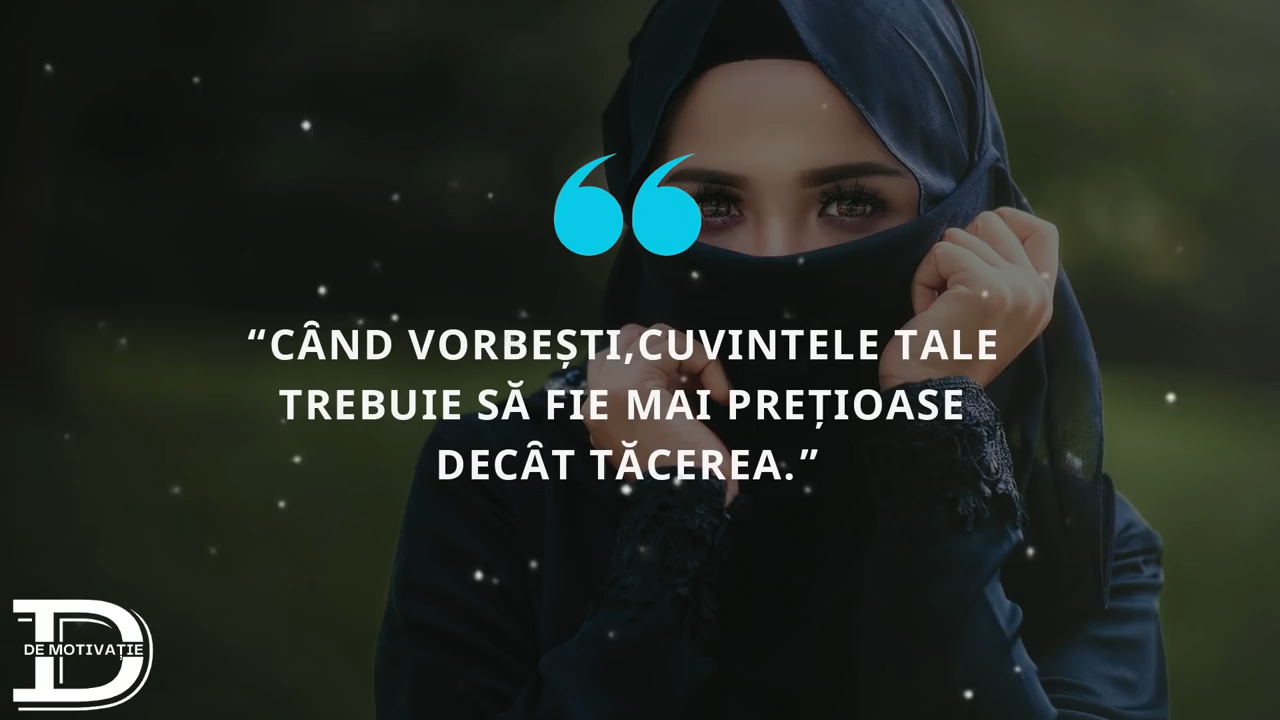 “CÂND VORBEȘTI,CUVINTELE TALE
TREBUIE SĂ FIE MAI PREȚIOASE
DECÂT TĂCEREA.”
DE MOTIVAȚIE